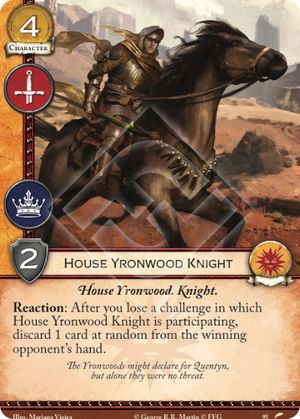 4
CHARACTER
2
HOUSE YRONWOOD KNIGHT
House Yronwood. Knight.
Reaction: After you lose a challenge in which
House Yronwood Knight is participating,
discard 1 card at random from the winning
opponent's hand.
The Yronwoods might declare for Quentyn,
but alone they were no threat.
Illus. Mariana Vieira
© George R.R. Martin © FFG